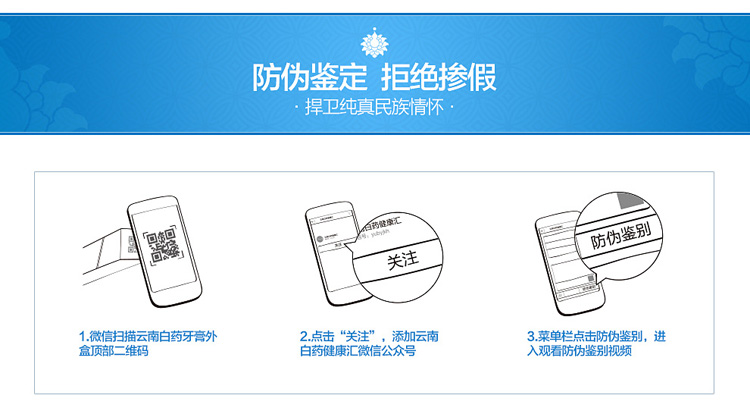 防伪鉴定 拒绝掺假
· 捍卫纯真民族情怀 ·
白药健康汇
yubyjkh
关注
防伪鉴别
1.微信扫描云南白药牙膏外
盒顶部二维码
2.点击“关注”，添加云南
白药健康汇微信公众号
3.菜单栏点击防伪鉴别，进
入观看防伪鉴别视频